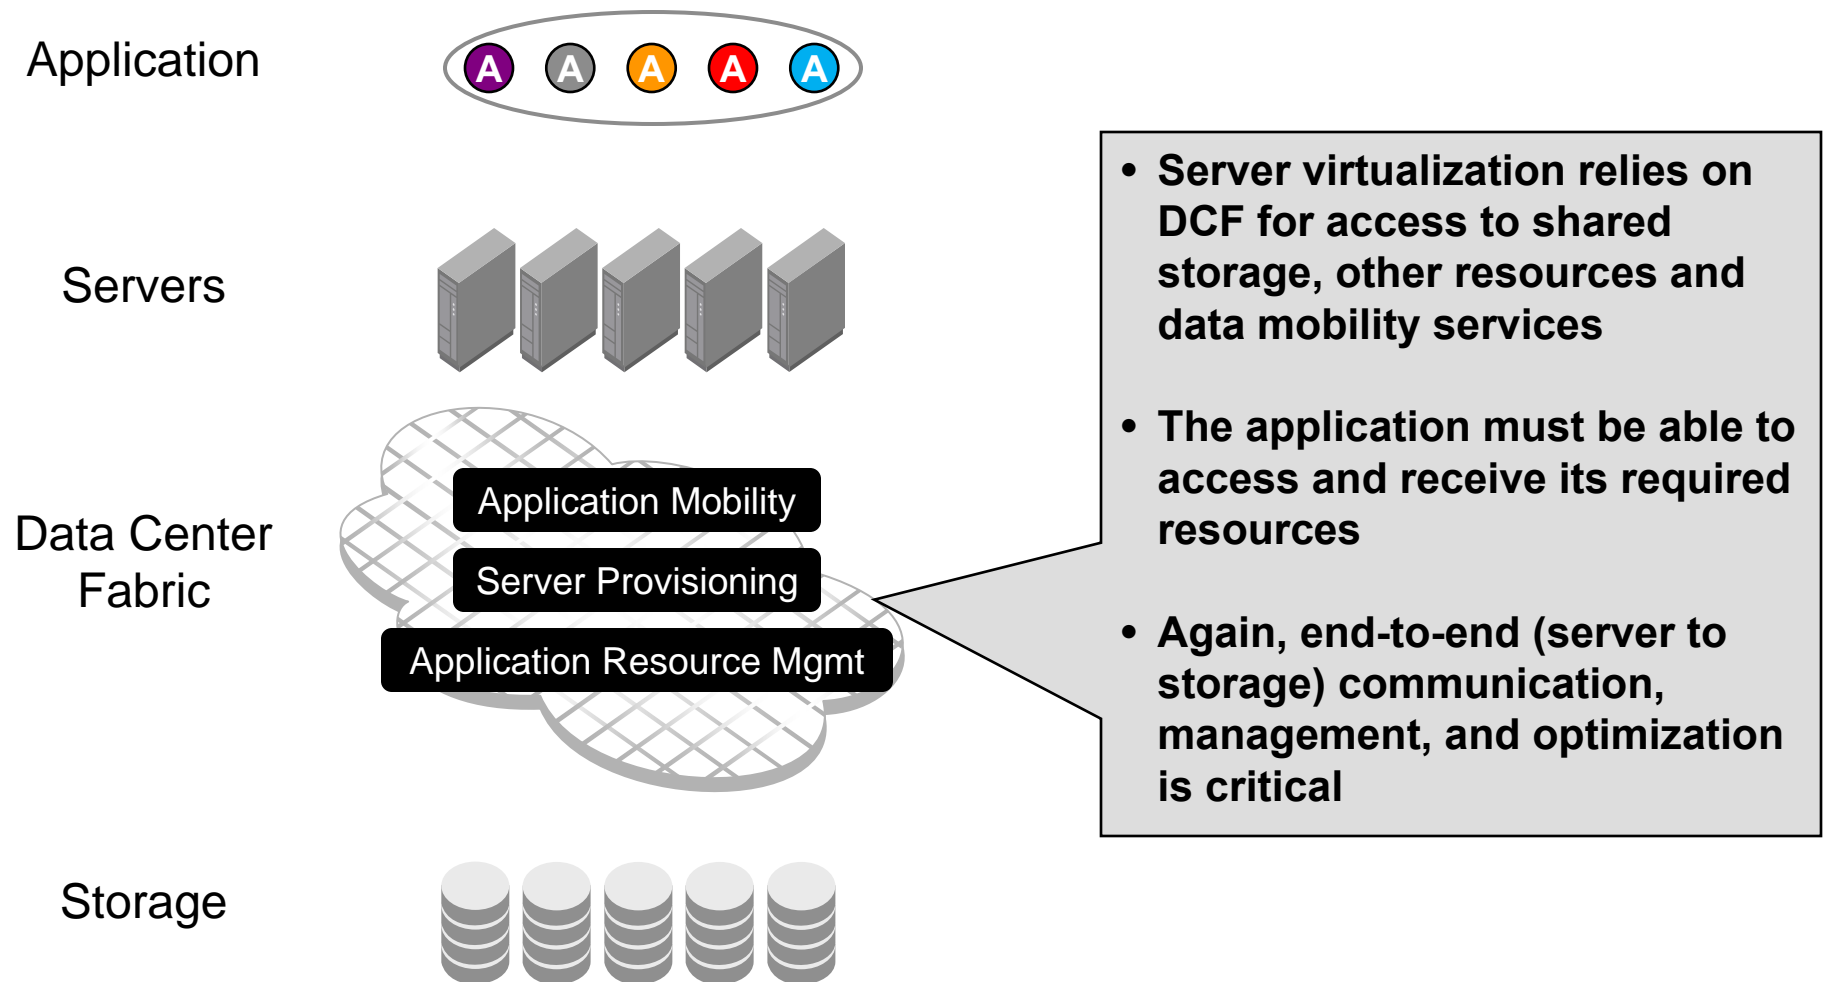 Application
A A A A A
Servers
Data Center
Fabric
Application Mobility
Server Provisioning
Application Resource Mgmt
Storage
• Server virtualization relies on
DCF for access to shared
storage, other resources and
data mobility services
• The application must be able to
access and receive its required
resources
• Again, end-to-end (server to
storage) communication,
management, and optimization
is critical